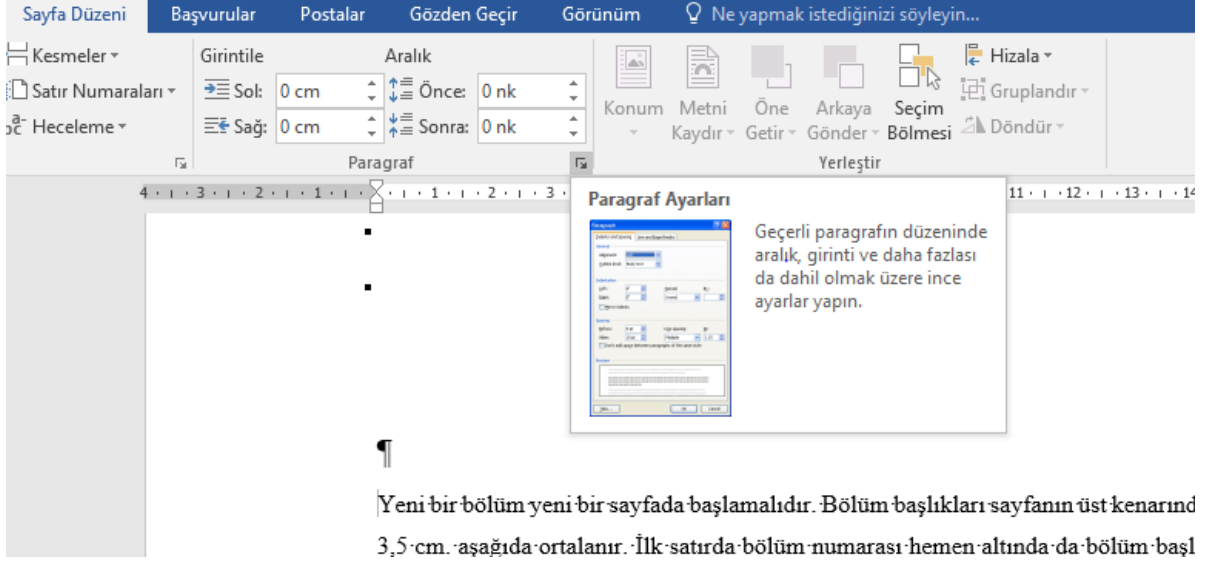 Sayfa Düzeni Başvurular Postalar Gözden Geçir Görünüm Ne yapmak istediğinizi söyleyin...
Kesmeler Girintile Aralık Hizala
Satır Numaraları Sol: 0 cm Önce: 0 nk Gruplandır
Heceleme Sağ: 0 cm Sonra: 0 nk Döndür
Konum Metni Kaydır Öne Getir Arkaya Gönder Seçim Bölmesi
Paragraf Yerleştir
4 3 2 1 1 2 3 11 12 13 14
Paragraf Ayarları
Geçerli paragrafın düzeninde
aralık, girinti ve daha fazlası
da dahil olmak üzere ince
ayarlar yapın.
¶
Yeni bir bölüm yeni bir sayfada başlamalıdır. Bölüm başlıkları sayfanın üst kenarınd
3,5 cm. aşağıda ortalanır. İlk satırda bölüm numarası hemen altında da bölüm başl